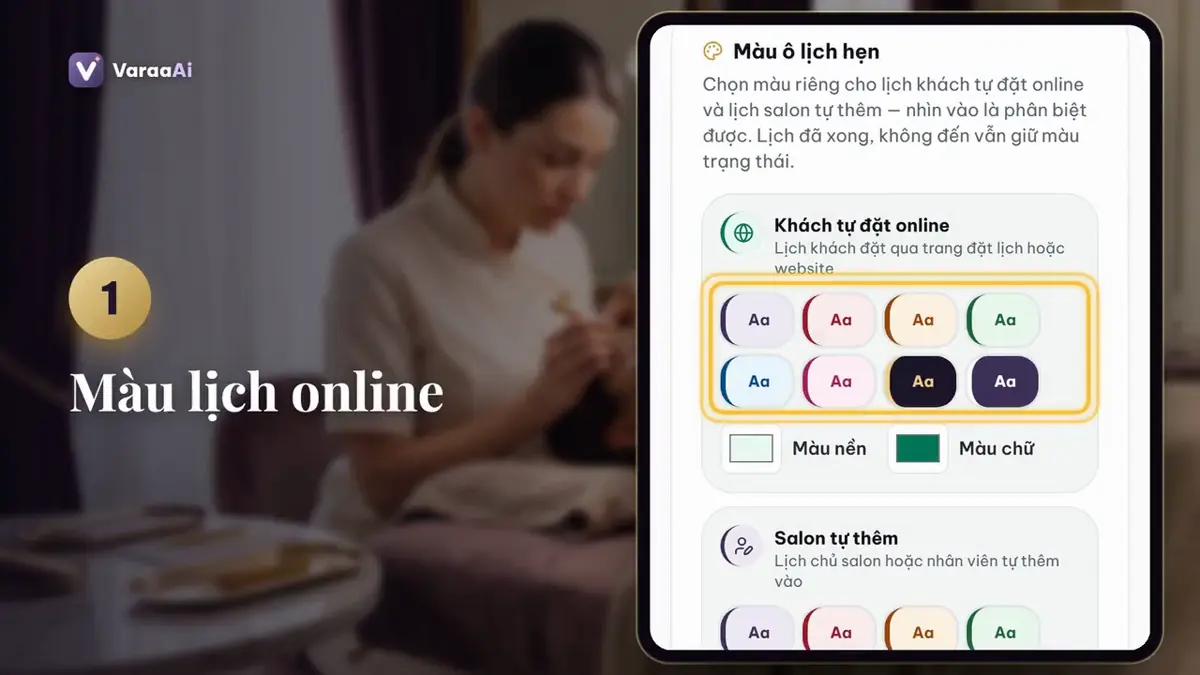 VaraaAi
1
Màu lịch online
Màu ô lịch hẹn
Chọn màu riêng cho lịch khách tự đặt online
và lịch salon tự thêm — nhìn vào là phân biệt
được. Lịch đã xong, không đến vẫn giữ màu
trạng thái.
Khách tự đặt online
Lịch khách đặt qua trang đặt lịch hoặc
website
Aa Aa Aa Aa
Aa Aa Aa Aa
Màu nền Màu chữ
Salon tự thêm
Lịch chủ salon hoặc nhân viên tự thêm
vào
Aa Aa Aa Aa